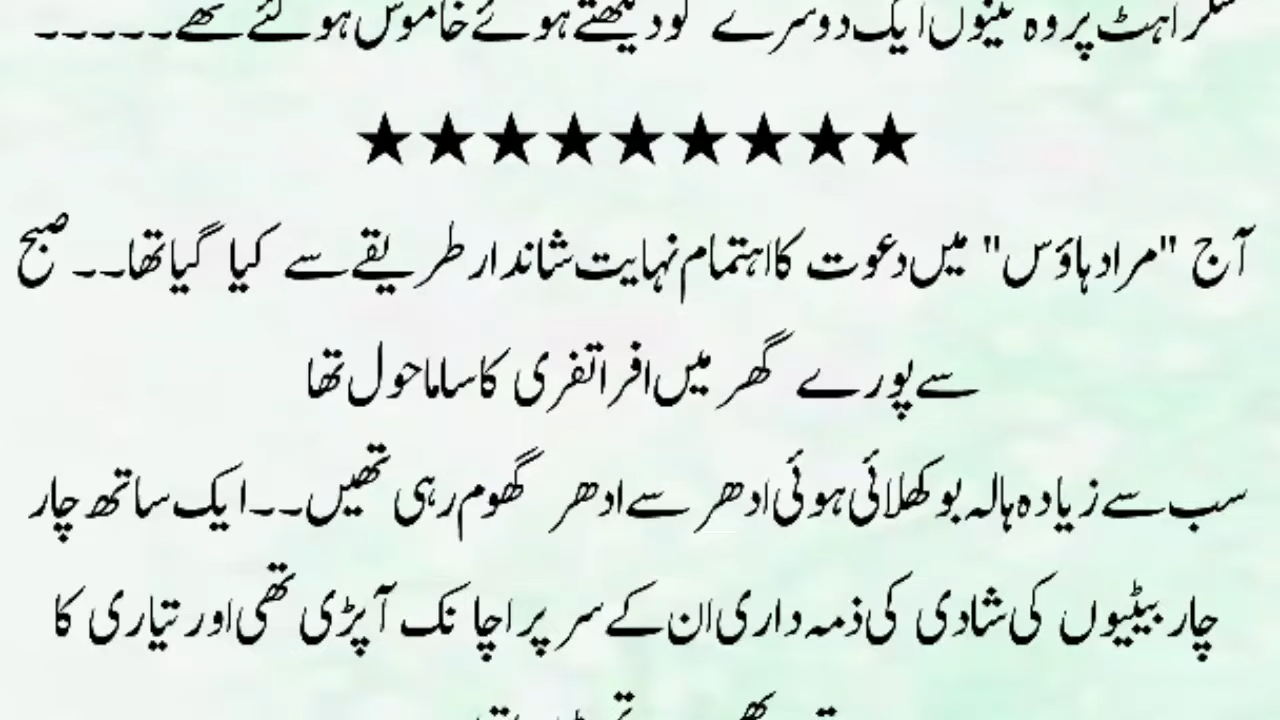 پر وہ تینوں ایک دوسرے کو دیکھتے ہوئے خاموش ہو گئے تھے۔۔۔۔۔
★★★★★★★★★
آج "مراد ہاؤس" میں دعوت کا اہتمام نہایت شاندار طریقے سے کیا گیا تھا۔۔ صبح
سے پورے گھر میں افراتفری کا سا ماحول تھا
سب سے زیادہ ہالہ بوکھلائی ہوئی ادھر سے ادھر گھوم رہی تھیں۔۔ ایک ساتھ چار
چار بیٹیوں کی شادی کی ذمہ داری ان کے سر پر اچانک آپڑی تھی اور تیاری کا